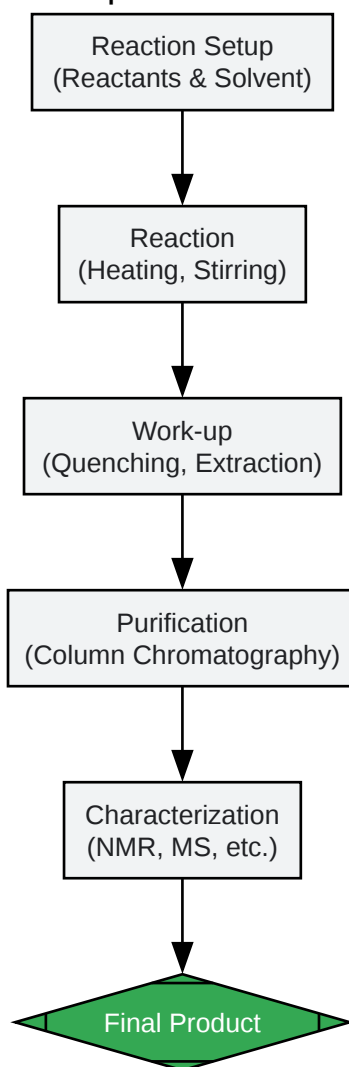 Reaction Setup
(Reactants & Solvent)
Reaction
(Heating, Stirring)
Work-up
(Quenching, Extraction)
Purification
(Column Chromatography)
Characterization
(NMR, MS, etc.)
Final Product